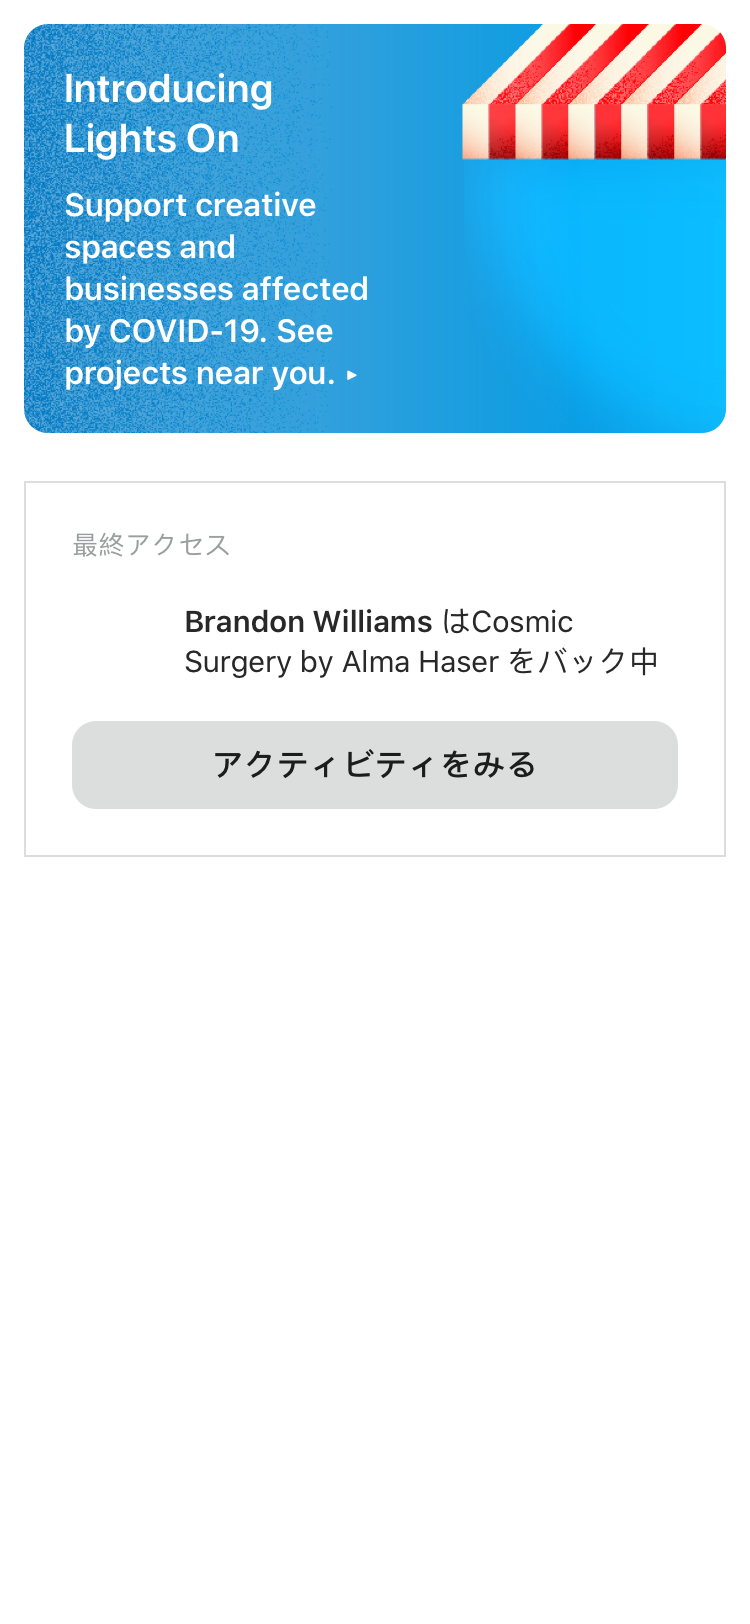 Introducing
Lights On
Support creative
spaces and
businesses affected
by COVID-19. See
projects near you. ▸
最終アクセス
Brandon Williams はCosmic
Surgery by Alma Haser をバック中
アクティビティをみる